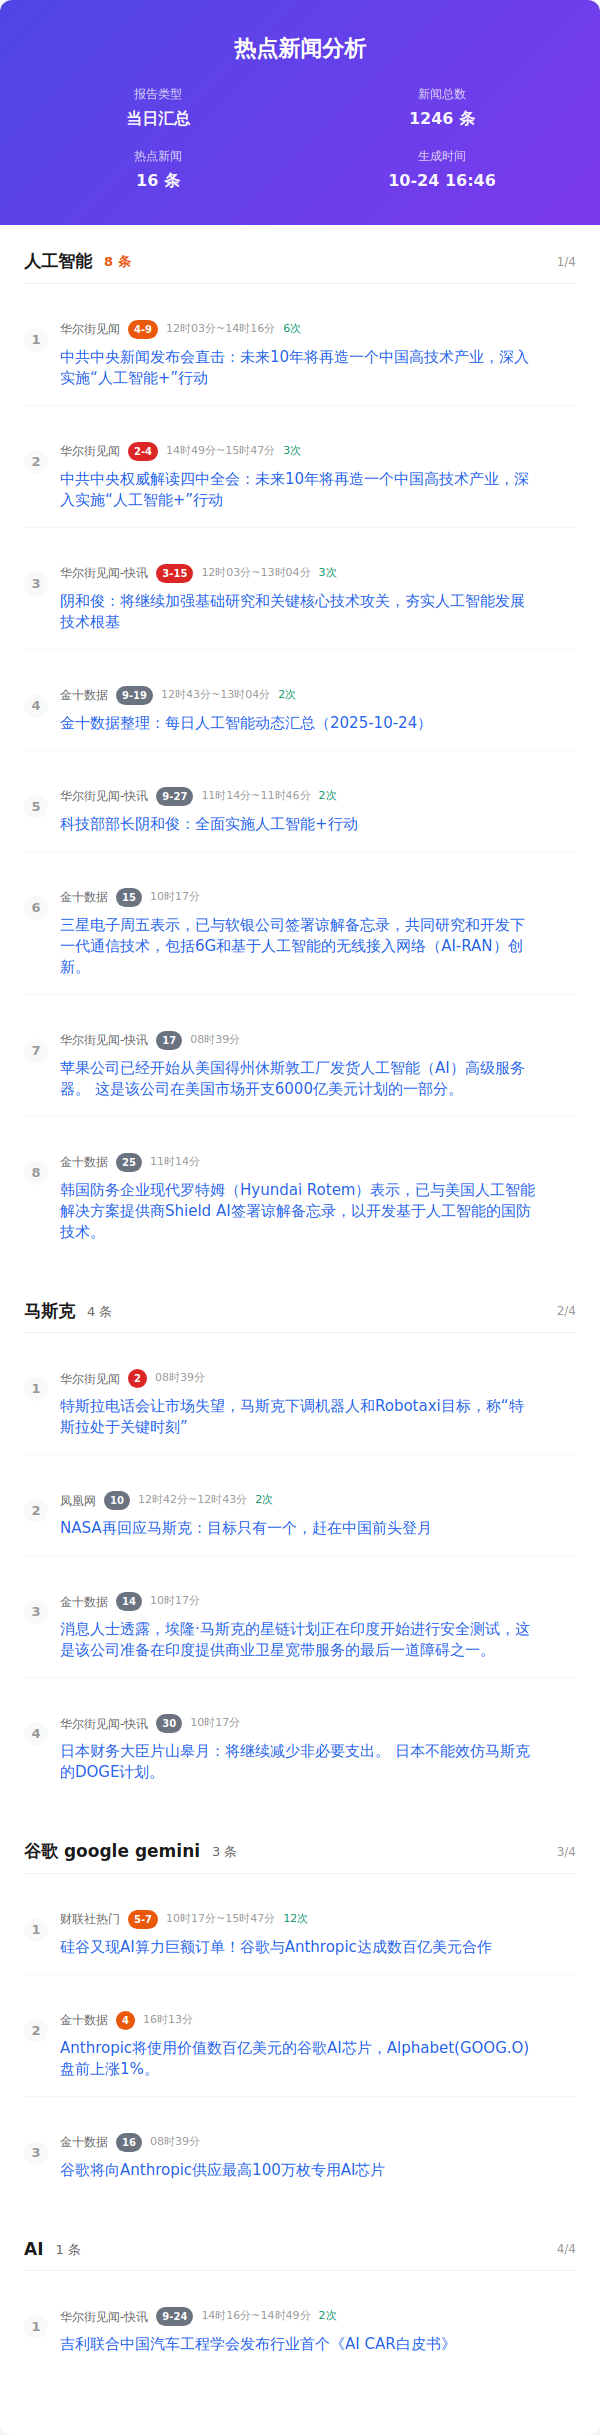 热点新闻分析
报告类型
新闻总数
当日汇总
1246 条
热点新闻
生成时间
16 条
10-24 16:46
人工智能 8 条 1/4
1
华尔街见闻 4-9 12时03分~14时16分 6次
中共中央新闻发布会直击：未来10年将再造一个中国高技术产业，深入
实施“人工智能+”行动
2
华尔街见闻 2-4 14时49分~15时47分 3次
中共中央权威解读四中全会：未来10年将再造一个中国高技术产业，深
入实施“人工智能+”行动
3
华尔街见闻-快讯 3-15 12时03分~13时04分 3次
阴和俊：将继续加强基础研究和关键核心技术攻关，夯实人工智能发展
技术根基
4
金十数据 9-19 12时43分~13时04分 2次
金十数据整理：每日人工智能动态汇总（2025-10-24）
5
华尔街见闻-快讯 9-27 11时14分~11时46分 2次
科技部部长阴和俊：全面实施人工智能+行动
6
金十数据 15 10时17分
三星电子周五表示，已与软银公司签署谅解备忘录，共同研究和开发下
一代通信技术，包括6G和基于人工智能的无线接入网络（AI-RAN）创
新。
7
华尔街见闻-快讯 17 08时39分
苹果公司已经开始从美国得州休斯敦工厂发货人工智能（AI）高级服务
器。 这是该公司在美国市场开支6000亿美元计划的一部分。
8
金十数据 25 11时14分
韩国防务企业现代罗特姆（Hyundai Rotem）表示，已与美国人工智能
解决方案提供商Shield AI签署谅解备忘录，以开发基于人工智能的国防
技术。
马斯克 4 条 2/4
1
华尔街见闻 2 08时39分
特斯拉电话会让市场失望，马斯克下调机器人和Robotaxi目标，称“特
斯拉处于关键时刻”
2
凤凰网 10 12时42分~12时43分 2次
NASA再回应马斯克：目标只有一个，赶在中国前头登月
3
金十数据 14 10时17分
消息人士透露，埃隆·马斯克的星链计划正在印度开始进行安全测试，这
是该公司准备在印度提供商业卫星宽带服务的最后一道障碍之一。
4
华尔街见闻-快讯 30 10时17分
日本财务大臣片山皋月：将继续减少非必要支出。 日本不能效仿马斯克
的DOGE计划。
谷歌 google gemini 3 条 3/4
1
财联社热门 5-7 10时17分~15时47分 12次
硅谷又现AI算力巨额订单！谷歌与Anthropic达成数百亿美元合作
2
金十数据 4 16时13分
Anthropic将使用价值数百亿美元的谷歌AI芯片，Alphabet(GOOG.O)
盘前上涨1%。
3
金十数据 16 08时39分
谷歌将向Anthropic供应最高100万枚专用AI芯片
AI 1 条 4/4
1
华尔街见闻-快讯 9-24 14时16分~14时49分 2次
吉利联合中国汽车工程学会发布行业首个《AI CAR白皮书》